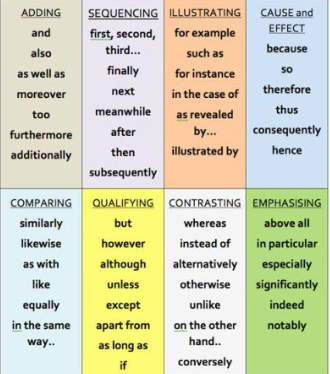 ADDING
and
also
as well as
moreover
too
furthermore
additionally
SEQUENCING
first, second,
third...
finally
next
meanwhile
after
then
subsequently
ILLUSTRATING
for example
such as
for instance
in the case of
as revealed
by...
illustrated by
CAUSE and
EFFECT
because
so
therefore
thus
consequently
hence
COMPARING
similarly
likewise
as with
like
equally
in the same
way..
QUALIFYING
but
however
although
unless
except
apart from
as long as
if
CONTRASTING
whereas
instead of
alternatively
otherwise
unlike
on the other
hand..
conversely
EMPHASISING
above all
in particular
especially
significantly
indeed
notably